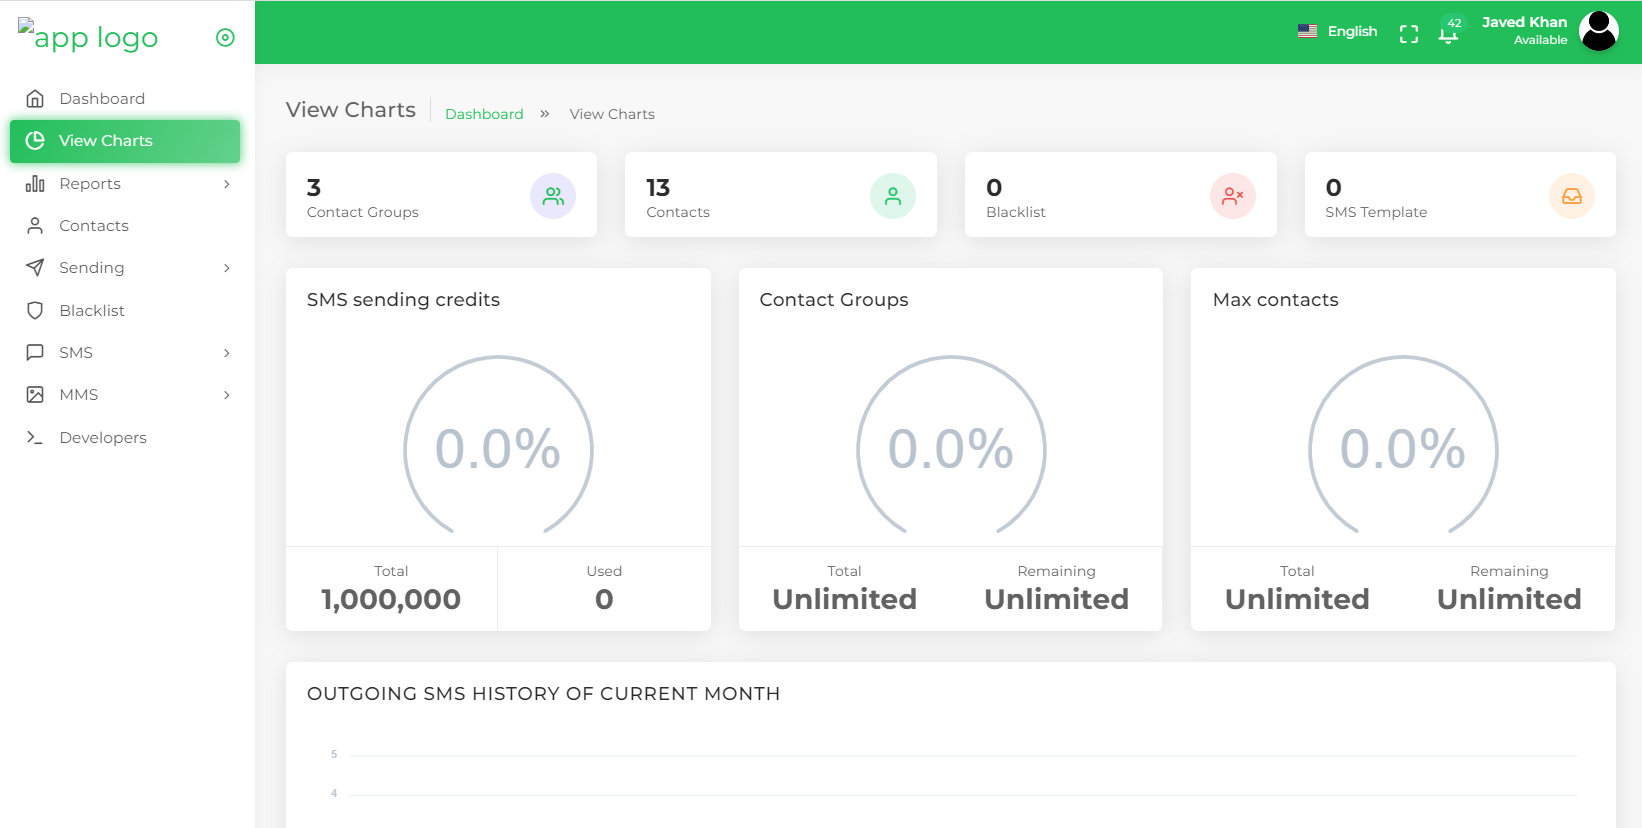 app logo
English
42
Javed Khan
Available
Dashboard
View Charts
Reports
Contacts
Sending
Blacklist
SMS
MMS
Developers
View Charts
Dashboard » View Charts
3
Contact Groups
13
Contacts
0
Blacklist
0
SMS Template
SMS sending credits
0.0%
Total
1,000,000
Used
0
Contact Groups
0.0%
Total
Unlimited
Remaining
Unlimited
Max contacts
0.0%
Total
Unlimited
Remaining
Unlimited
OUTGOING SMS HISTORY OF CURRENT MONTH
5
4